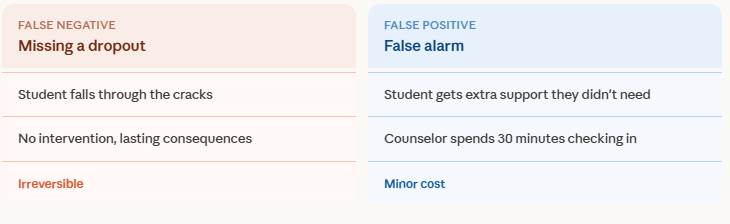 FALSE NEGATIVE
Missing a dropout
Student falls through the cracks
No intervention, lasting consequences
Irreversible
FALSE POSITIVE
False alarm
Student gets extra support they didn't need
Counselor spends 30 minutes checking in
Minor cost